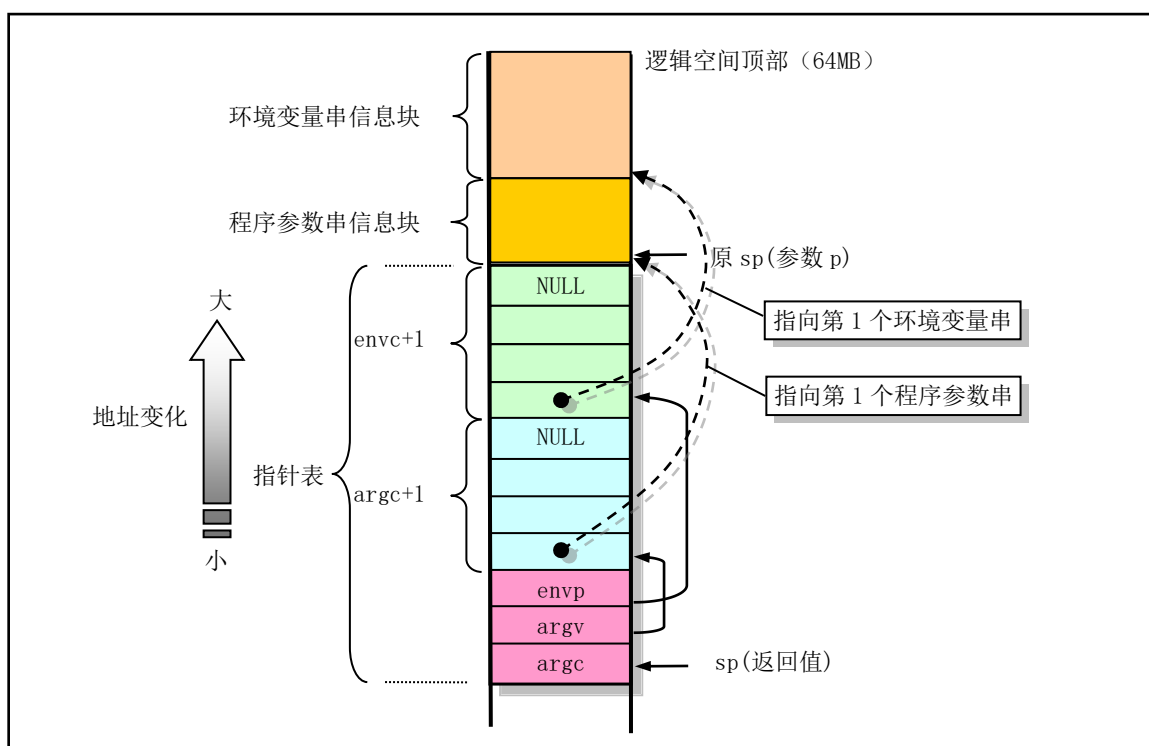 逻辑空间顶部（64MB）
环境变量串信息块
程序参数串信息块
原 sp(参数 p)
NULL
大
指向第 1 个环境变量串
envc+1
指向第 1 个程序参数串
地址变化
NULL
指针表
argc+1
小
envp
argv
argc
sp(返回值)